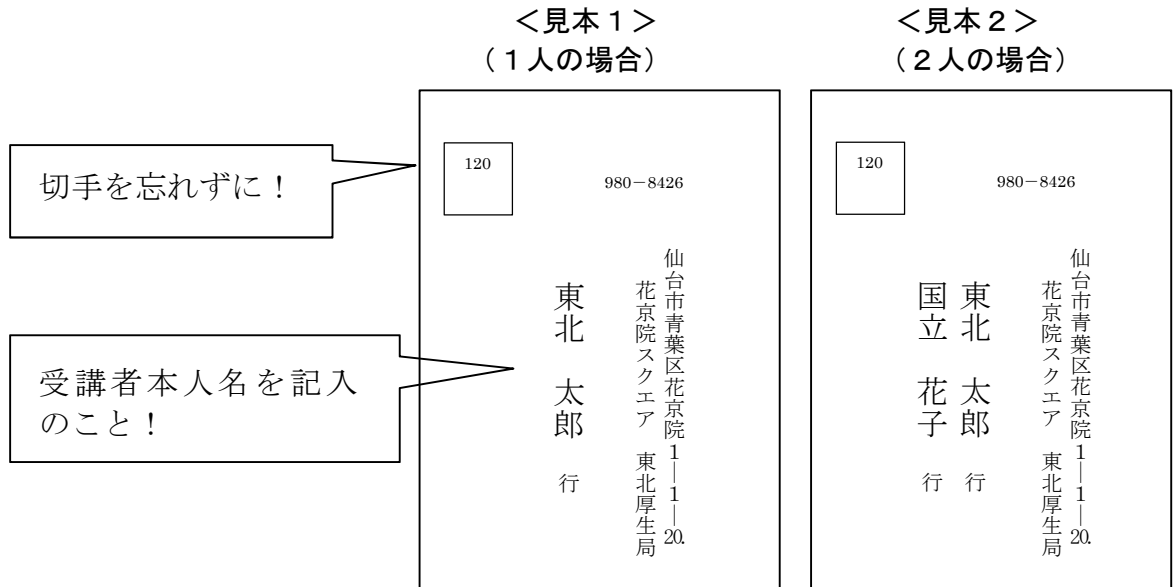 ＜見本１＞
（１人の場合）
＜見本２＞
（２人の場合）
切手を忘れずに！
受講者本人名を記入
のこと！
120
980－8426
仙台市青葉区花京院1―1―20.
花京院スクエア　東北厚生局
東北　太郎　行
120
980－8426
仙台市青葉区花京院1―1―20.
花京院スクエア　東北厚生局
東北　太郎　行
国立　花子　行